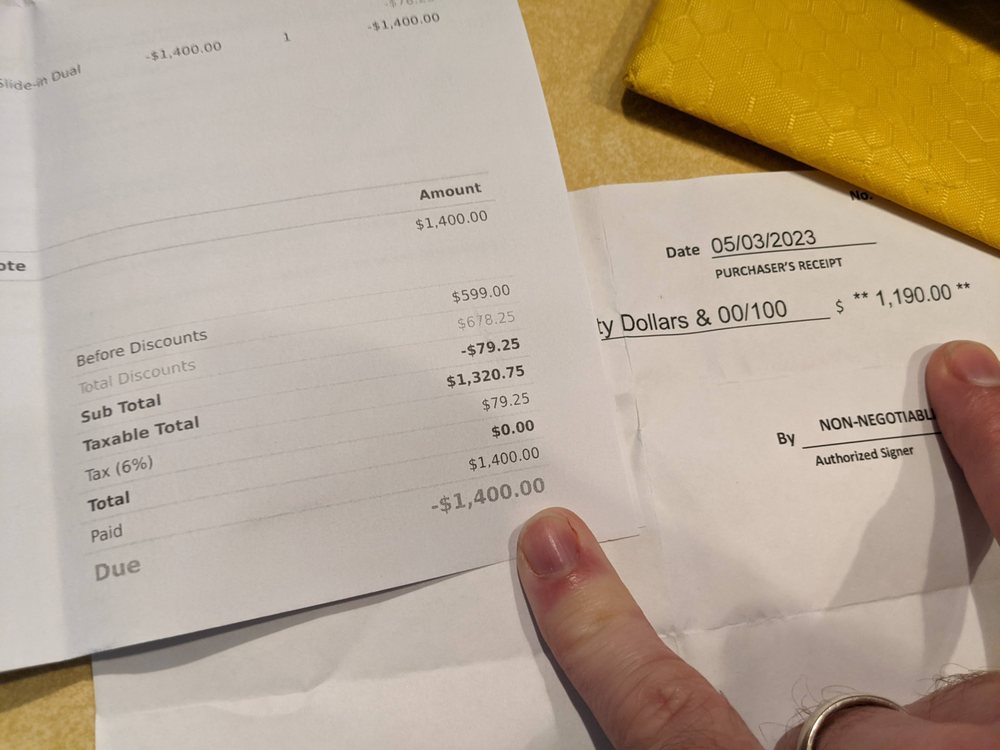 Slide-in Dual -$1,400.00 1 -$1,400.00
Amount
ote $1,400.00
Before Discounts $599.00
Total Discounts $678.25
Sub Total -$79.25
Taxable Total $1,320.75
Tax (6%) $79.25
Total $0.00
Paid $1,400.00
Due -$1,400.00
No.
Date 05/03/2023
PURCHASER'S RECEIPT
ty Dollars & 00/100 $ ** 1,190.00 **
By NON-NEGOTIABL
Authorized Signer